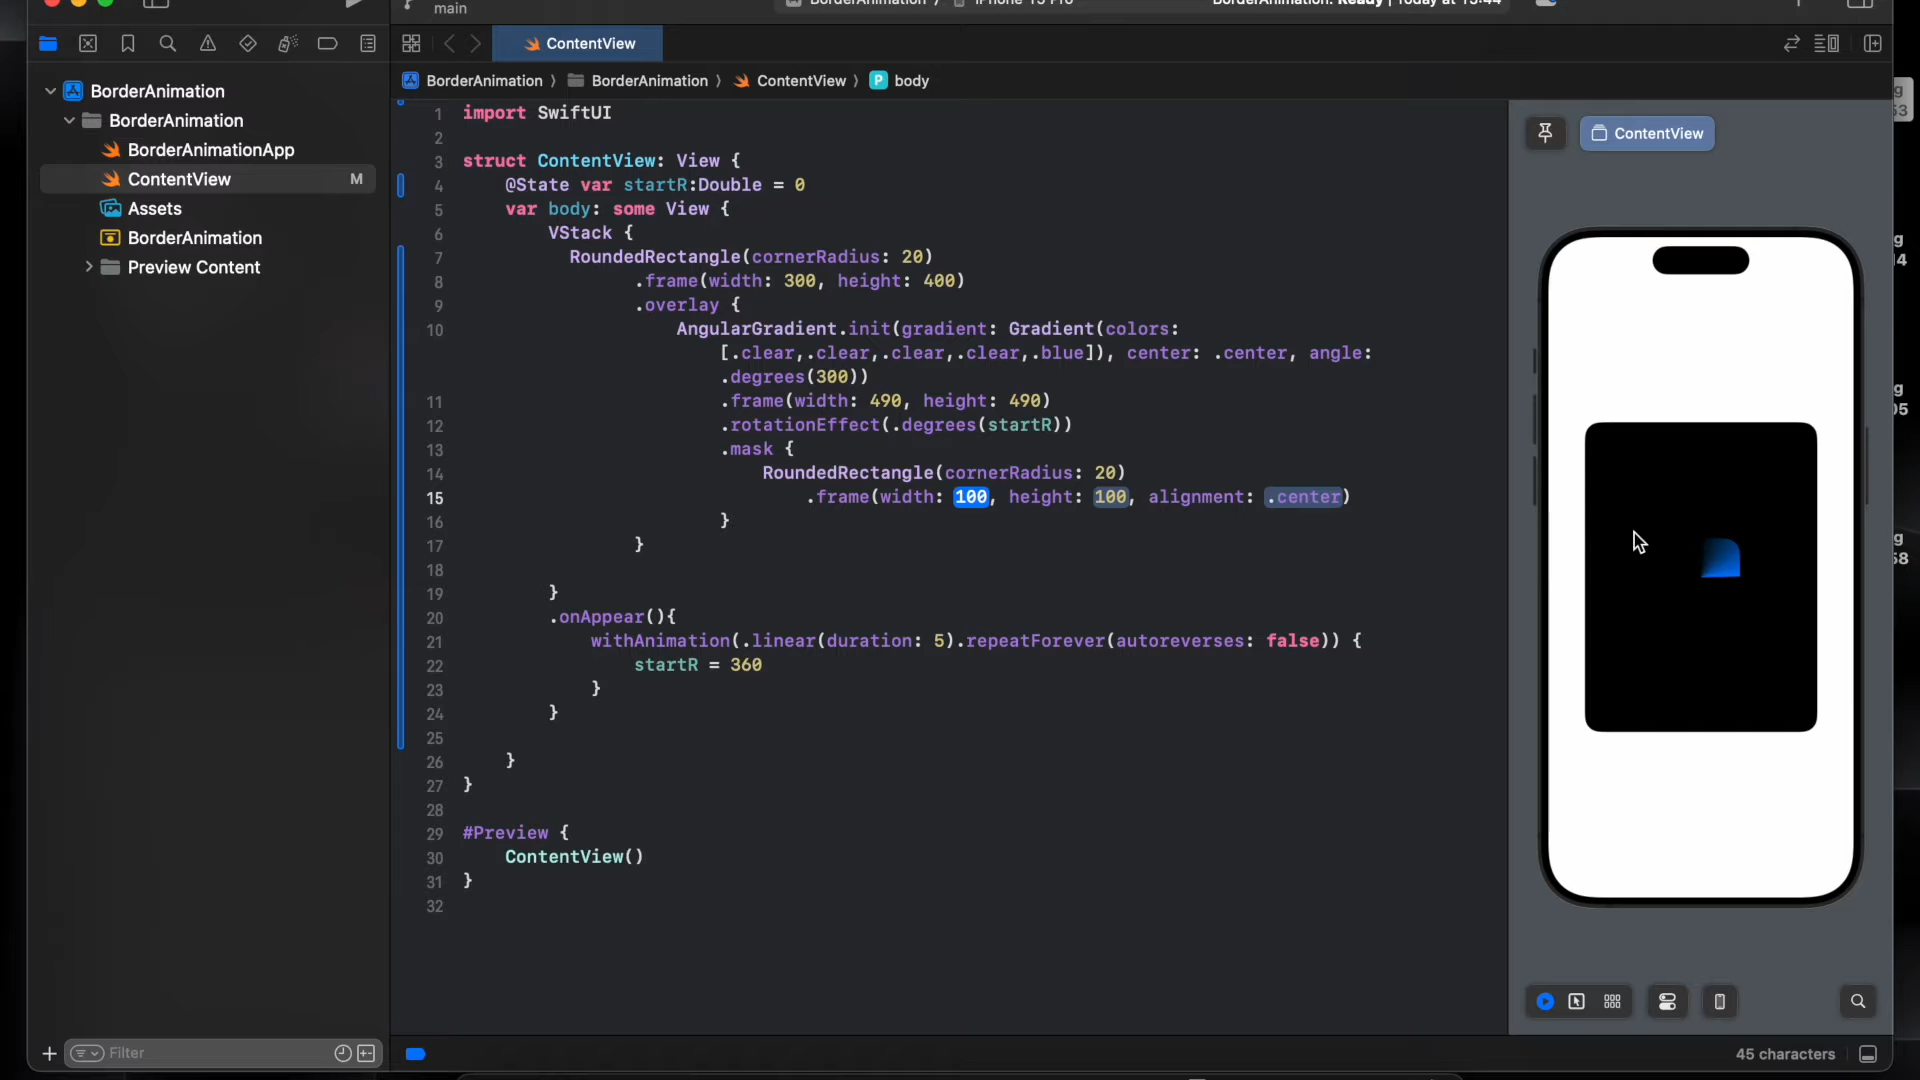 main
ContentView
BorderAnimation 〉 BorderAnimation 〉 ContentView 〉 P body
BorderAnimation
BorderAnimation
BorderAnimationApp
ContentView M
Assets
BorderAnimation
Preview Content
1 import SwiftUI
2
3 struct ContentView: View {
4 @State var startR:Double = 0
5 var body: some View {
6 VStack {
7 RoundedRectangle(cornerRadius: 20)
8 .frame(width: 300, height: 400)
9 .overlay {
10 AngularGradient.init(gradient: Gradient(colors:
[.clear,.clear,.clear,.clear,.blue]), center: .center, angle:
.degrees(300))
11 .frame(width: 490, height: 490)
12 .rotationEffect(.degrees(startR))
13 .mask {
14 RoundedRectangle(cornerRadius: 20)
15 .frame(width: 100, height: 100, alignment: .center)
16 }
17 }
18
19 }
20 .onAppear(){
21 withAnimation(.linear(duration: 5).repeatForever(autoreverses: false)) {
22 startR = 360
23 }
24 }
25
26 }
27 }
28
29 #Preview {
30 ContentView()
31 }
32
ContentView
Filter
45 characters